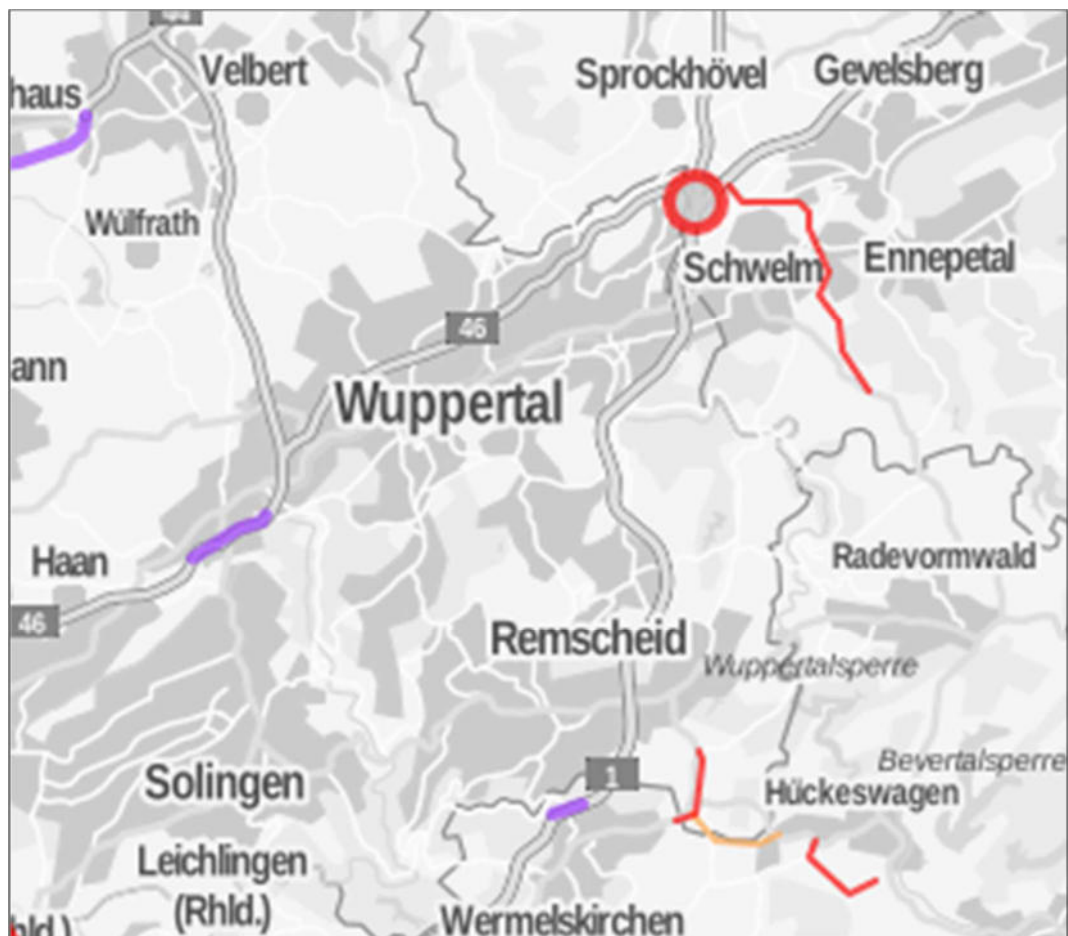 Velbert
Sprockhövel
Gevelsberg
haus
Wülfrath
Schwelm
Ennepetal
46
ann
Wuppertal
Haan
Radevormwald
46
Remscheid
Wuppertalsperre
Bevertalsperre
1
Solingen
Hückeswagen
Leichlingen
(Rhld.)
Wermelskirchen
hld.)